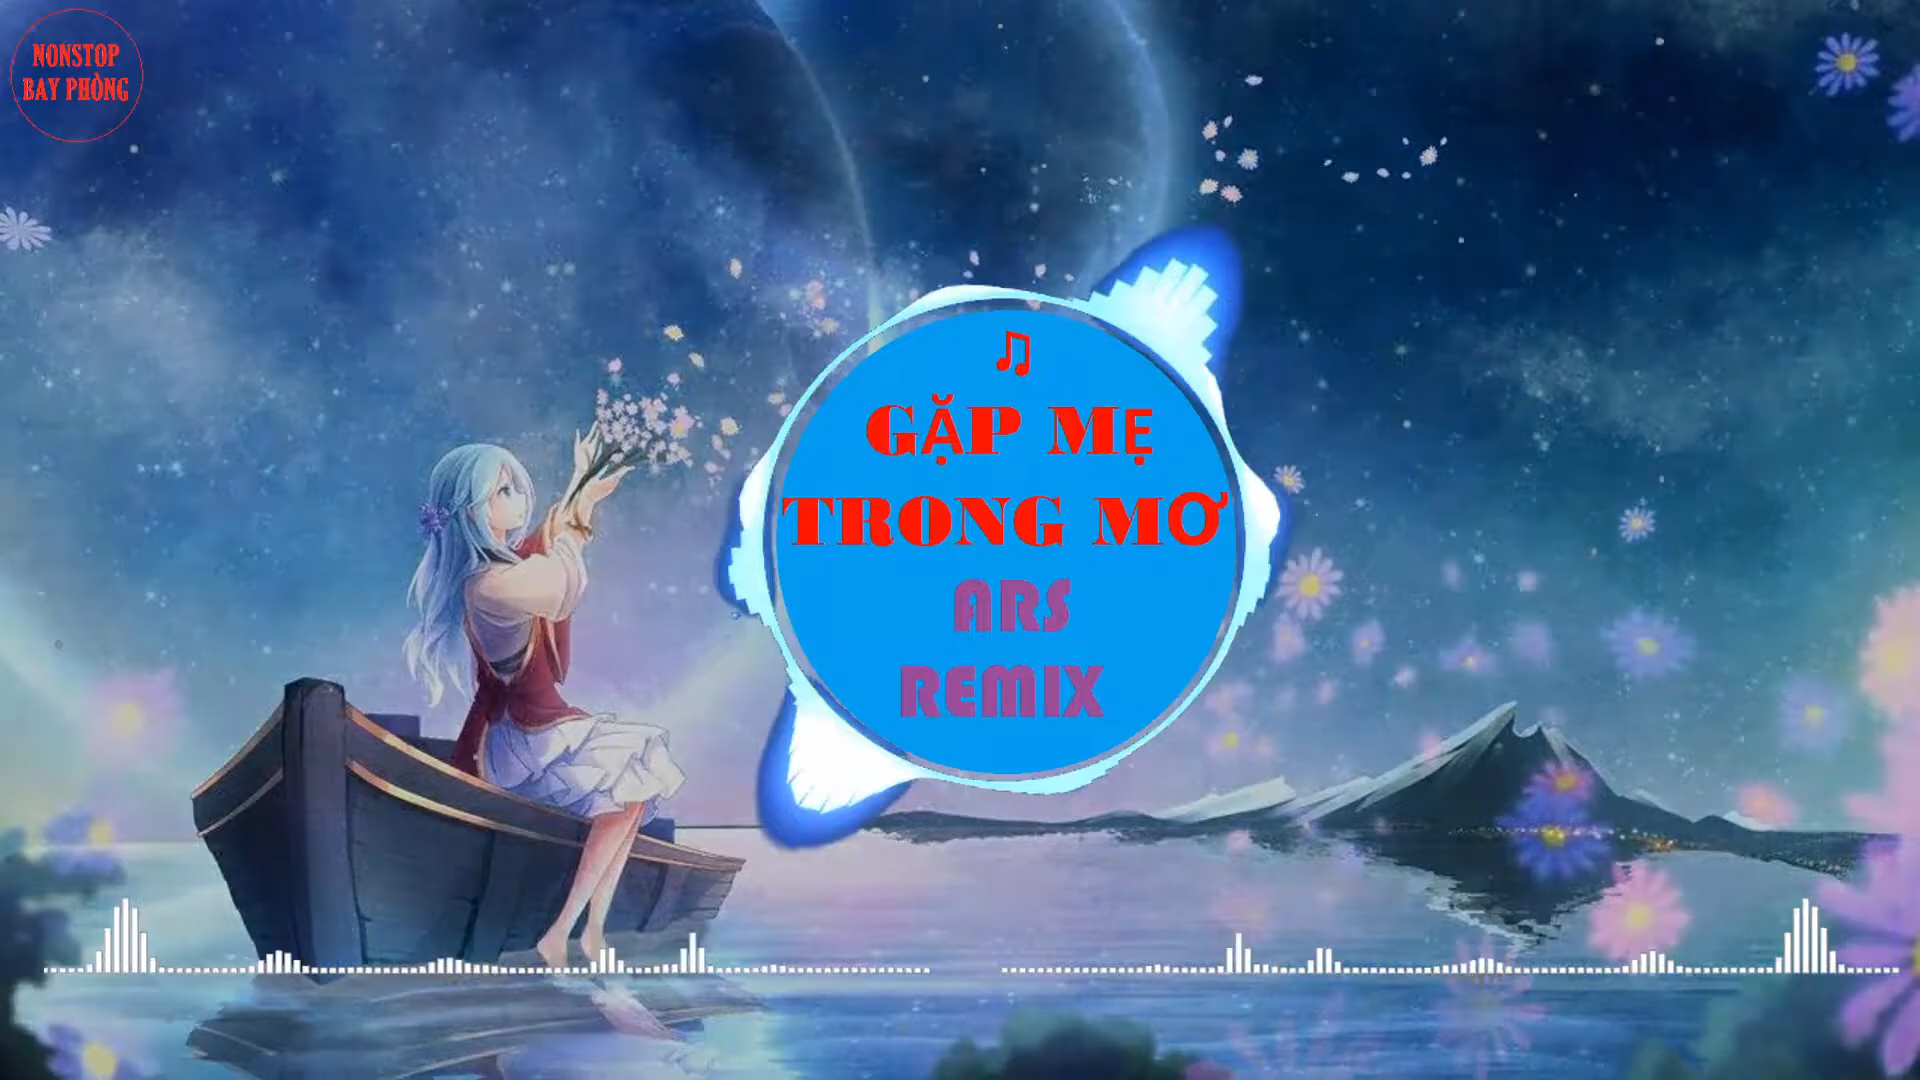 NONSTOP
BAY PHÒNG
♫
GẶP MẸ
TRONG MƠ
ARS
REMIX